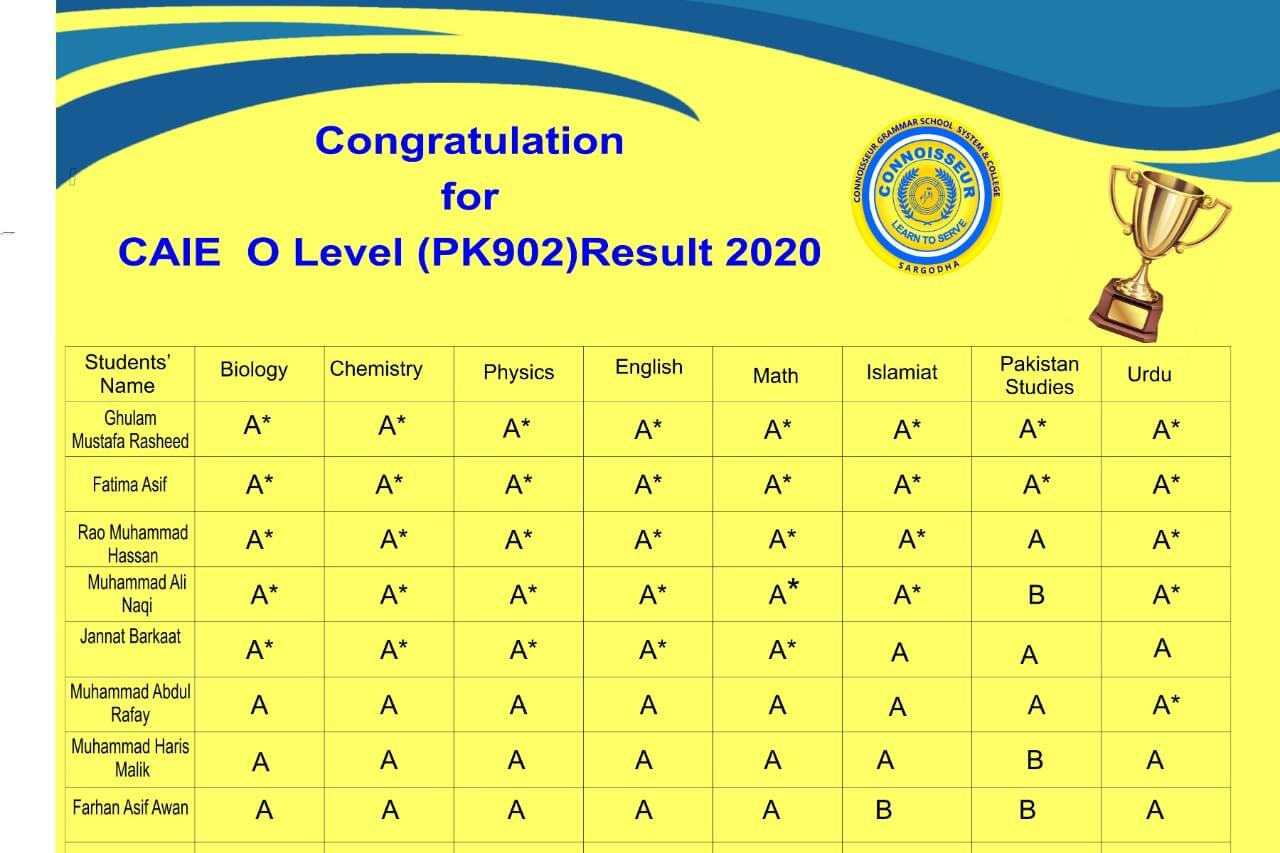 Congratulation
for
CAIE O Level (PK902)Result 2020
CONNOISSEUR GRAMMAR SCHOOL SYSTEM & COLLEGE
CONNOISSEUR
LEARN TO SERVE
SARGODHA
Students' Name Biology Chemistry Physics English Math Islamiat Pakistan Studies Urdu
Ghulam Mustafa Rasheed A* A* A* A* A* A* A* A*
Fatima Asif A* A* A* A* A* A* A* A*
Rao Muhammad Hassan A* A* A* A* A* A* A A*
Muhammad Ali Naqi A* A* A* A* A* A* B A*
Jannat Barkaat A* A* A* A* A* A A A
Muhammad Abdul Rafay A A A A A A A A*
Muhammad Haris Malik A A A A A A B A
Farhan Asif Awan A A A A A B B A